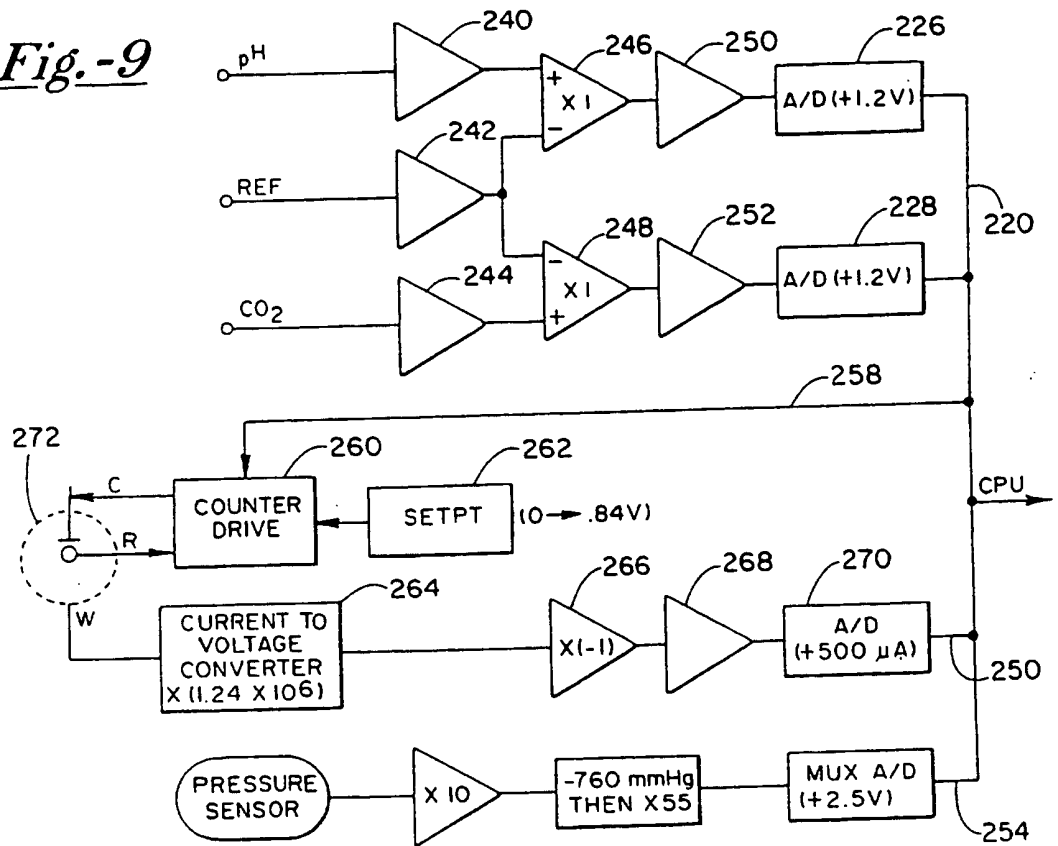 Fig.-9
pH
240
246
250
226
+
X 1
-
A/D (+1.2V)
242
REF
220
248
252
228
244
-
X 1
+
A/D (+1.2V)
CO2
258
272
260
262
C
COUNTER
DRIVE
SETPT
(0 → .84V)
CPU
R
264
266
268
270
W
CURRENT TO
VOLTAGE
CONVERTER
X (1.24 X 10⁶)
X(-1)
A/D
(+500 μA)
250
PRESSURE
SENSOR
X 10
-760 mmHg
THEN X55
MUX A/D
(+2.5V)
254